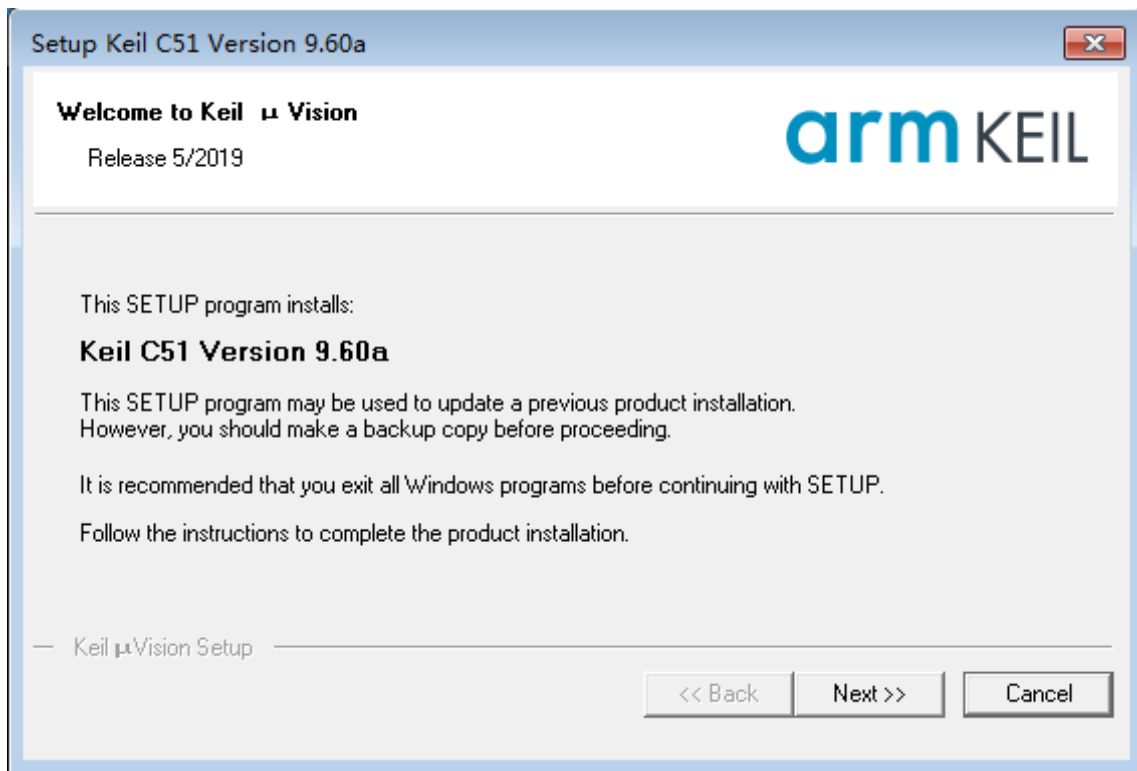 Setup Keil C51 Version 9.60a
Welcome to Keil μ Vision
Release 5/2019
arm KEIL
This SETUP program installs:
Keil C51 Version 9.60a
This SETUP program may be used to update a previous product installation.
However, you should make a backup copy before proceeding.
It is recommended that you exit all Windows programs before continuing with SETUP.
Follow the instructions to complete the product installation.
Keil μVision Setup
<< Back
Next >>
Cancel